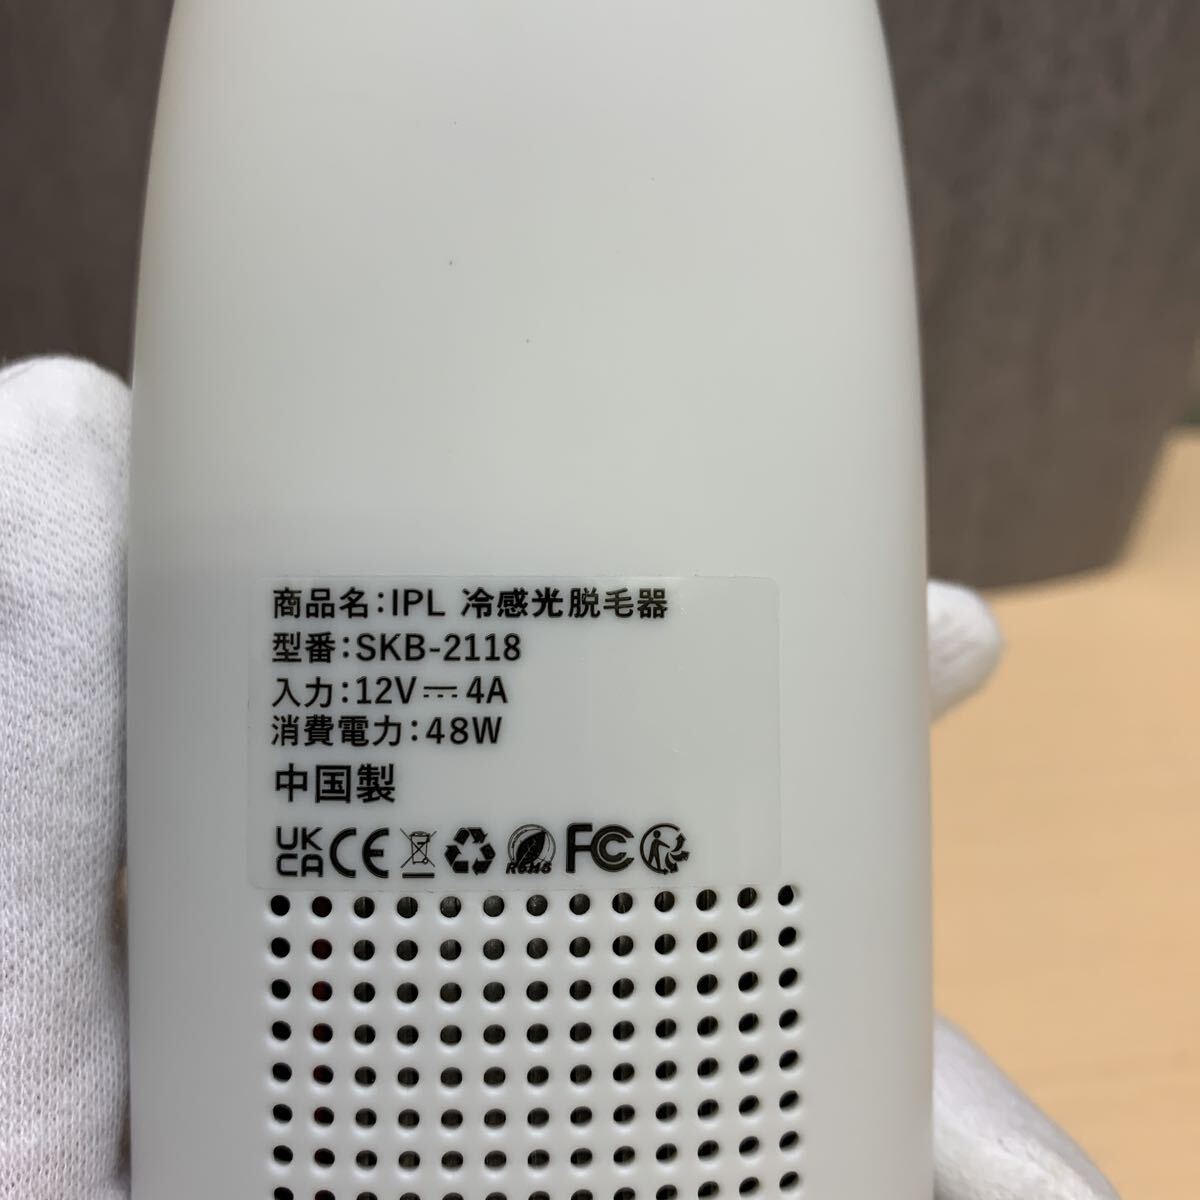 商品名:IPL 冷感光脱毛器
型番:SKB-2118
入力:12V⎓4A
消費電力:48W
中国製
UK
CA CE RoHS FC